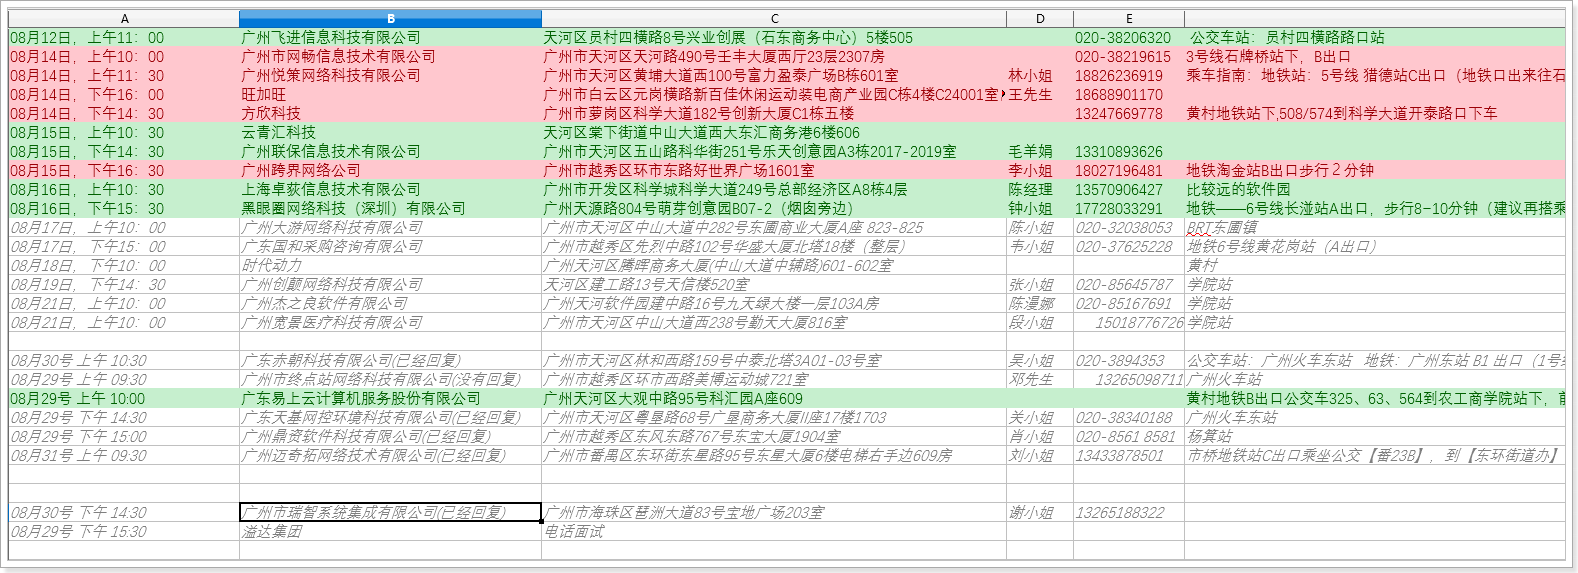 A B C D E
08月12日，上午11：00 广州飞进信息科技有限公司 天河区员村四横路8号兴业创展（石东商务中心）5楼505 020-38206320 公交车站：员村四横路路口站
08月14日，上午10：00 广州市网畅信息技术有限公司 广州市天河区天河路490号壬丰大厦西厅23层2307房 020-38219615 3号线石牌桥站下，B出口
08月14日，上午11：30 广州悦策网络科技有限公司 广州市天河区黄埔大道西100号富力盈泰广场B栋601室 林小姐 18826236919 乘车指南：地铁站：5号线 猎德站C出口（地铁口出来往石
08月14日，下午16：00 旺加旺 广州市白云区元岗横路新百佳休闲运动装电商产业园C栋4楼C24001室 王先生 18688901170
08月14日，下午14：30 方欣科技 广州市萝岗区科学大道182号创新大厦C1栋五楼 13247669778 黄村地铁站下,508/574到科学大道开泰路口下车
08月15日，上午10：30 云青汇科技 天河区棠下街道中山大道西大东汇商务港6楼606
08月15日，下午14：30 广州联保信息技术有限公司 广州市天河区五山路科华街251号乐天创意园A3栋2017-2019室 毛羊娟 13310893626
08月15日，下午16：30 广州跨界网络公司 广州市越秀区环市东路好世界广场1601室 李小姐 18027196481 地铁淘金站B出口步行２分钟
08月16日，上午10：30 上海卓荻信息技术有限公司 广州市开发区科学城科学大道249号总部经济区A8栋4层 陈经理 13570906427 比较远的软件园
08月16日，下午15：30 黑眼圈网络科技（深圳）有限公司 广州天源路804号萌芽创意园B07-2（烟囱旁边） 钟小姐 17728033291 地铁——6号线长湴站A出口，步行8-10分钟（建议再搭乘
08月17日，上午10：00 广州大游网络科技有限公司 广州市天河区中山大道中282号东圃商业大厦A座 823-825 陈小姐 020-32038053 BRT东圃镇
08月17日，下午15：00 广东国和采购咨询有限公司 广州市越秀区先烈中路102号华盛大厦北塔18楼（整层） 韦小姐 020-37625228 地铁6号线黄花岗站（A出口）
08月18日，下午10：00 时代动力 广州天河区腾晖商务大厦(中山大道中辅路)601-602室 黄村
08月19日，下午14：30 广州创颛网络科技有限公司 天河区建工路13号天信楼520室 张小姐 020-85645787 学院站
08月21日，上午10：00 广州杰之良软件有限公司 广州天河软件园建中路16号九天绿大楼一层103A房 陈漫娜 020-85167691 学院站
08月21日，上午10：00 广州宽景医疗科技有限公司 广州市天河区中山大道西238号勤天大厦816室 段小姐 15018776726 学院站
08月30号 上午 10:30 广东赤朝科技有限公司(已经回复) 广州市天河区林和西路159号中泰北塔3A01-03号室 吴小姐 020-3894353 公交车站：广州火车东站 地铁：广州东站 B1 出口（1号线
08月29号 上午 09:30 广州市终点站网络科技有限公司(没有回复) 广州市越秀区环市西路美博运动城721室 邓先生 13265098711 广州火车站
08月29号 上午 10:00 广东易上云计算机服务股份有限公司 广州天河区大观中路95号科汇园A座609 黄村地铁B出口公交车325、63、564到农工商学院站下，前
08月29号 下午 14:30 广东天基网控环境科技有限公司(已经回复) 广州市天河区粤垦路68号广垦商务大厦II座17楼1703 关小姐 020-38340188 广州火车东站
08月29号 下午 15:00 广州鼎资软件科技有限公司(已经回复) 广州市越秀区东风东路767号东宝大厦1904室 肖小姐 020-8561 8581 杨箕站
08月31号 上午 09:30 广州迈奇拓网络技术有限公司(已经回复) 广州市番禺区东环街东星路95号东星大厦6楼电梯右手边609房 刘小姐 13433878501 市桥地铁站C出口乘坐公交【番23B】，到【东环街道办】
08月30号 下午 14:30 广州市瑞智系统集成有限公司(已经回复) 广州市海珠区琶洲大道83号宝地广场203室 谢小姐 13265188322
08月29号 下午 15:30 溢达集团 电话面试